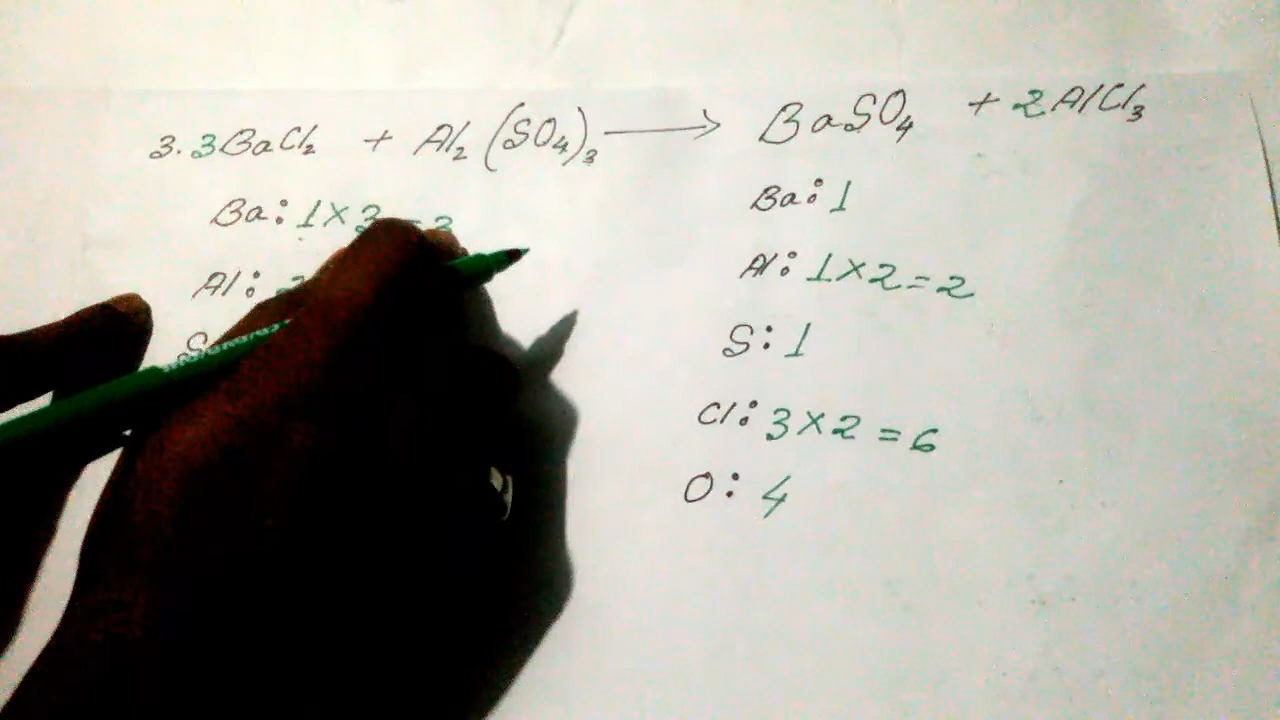 3. 3BaCl₂ + Al₂(SO₄)₃ ⟶ BaSO₄ + 2AlCl₃
Ba: 1×3=3 Ba: 1
Al: Al: 1×2=2
S S: 1
Cl: 3×2=6
O: 4